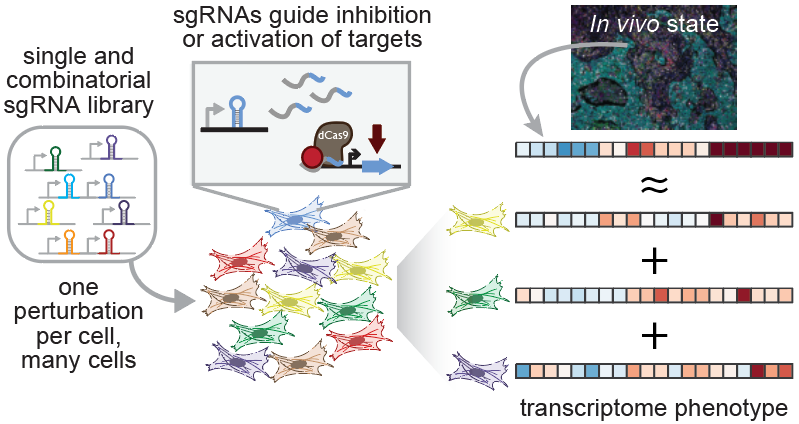 single and
combinatorial
sgRNA library
one
perturbation
per cell,
many cells
sgRNAs guide inhibition
or activation of targets
dCas9
In vivo state
≈
+
+
transcriptome phenotype